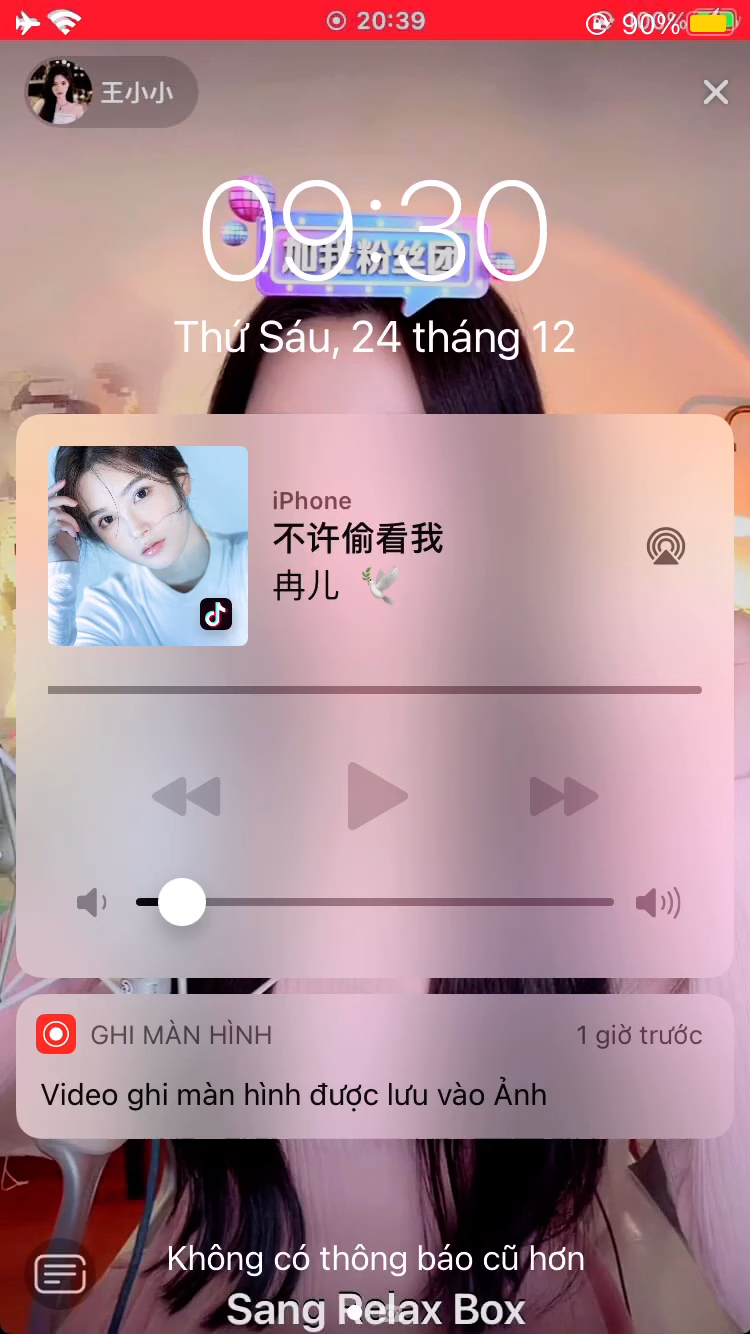 20:39
90%
王小小
09:30
加我粉丝团
Thứ Sáu, 24 tháng 12
iPhone
不许偷看我
冉儿 🕊️
GHI MÀN HÌNH
1 giờ trước
Video ghi màn hình được lưu vào Ảnh
Không có thông báo cũ hơn
Sang Relax Box